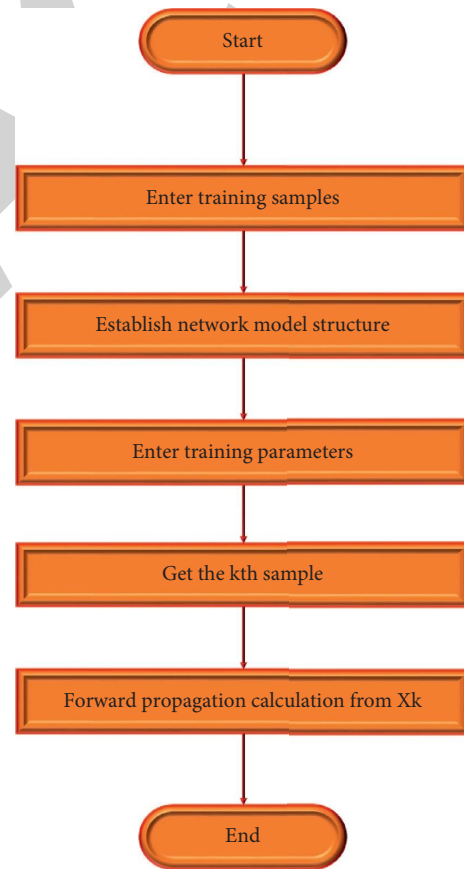 Start
Enter training samples
Establish network model structure
Enter training parameters
Get the kth sample
Forward propagation calculation from Xk
End